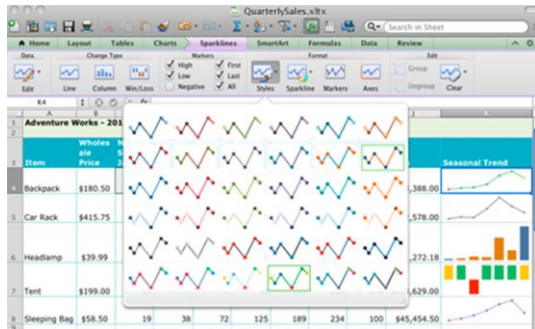 QuarterlySales.xltx
Search in Sheet
Home Layout Tables Charts Sparklines SmartArt Formulas Data Review
Data Change Type Markers Format Edit
High First
Low Last
Negative All
Group
Ungroup
Edit Line Column Win/Loss Styles Sparkline Markers Axes Clear
K4
Adventure Works - 201
Item Wholes ale Price Seasonal Trend
Backpack $180.50 ,388.00
Car Rack $415.75 ,578.00
Headlamp $39.99 ,272.18
Tent $199.00 ,629.00
Sleeping Bag $58.50 19 38 72 125 189 234 100 $45,454.50